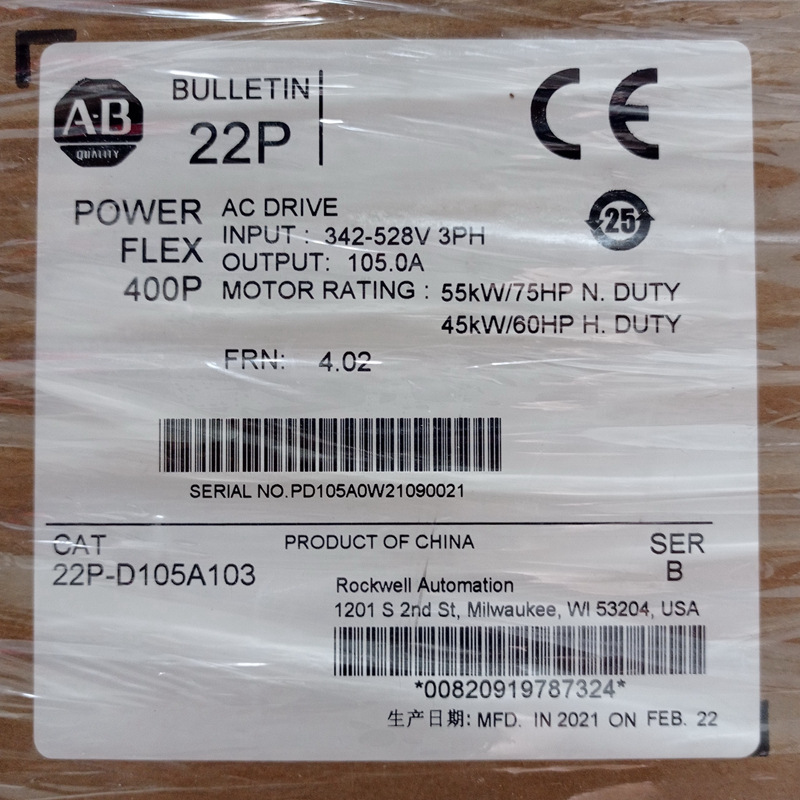 A-B
QUALITY
BULLETIN
22P
CE
POWER
FLEX
400P
AC DRIVE
INPUT : 342-528V 3PH
OUTPUT: 105.0A
MOTOR RATING : 55kW/75HP N. DUTY
45kW/60HP H. DUTY
25
FRN: 4.02
SERIAL NO.PD105A0W21090021
CAT
22P-D105A103
PRODUCT OF CHINA
SER
B
Rockwell Automation
1201 S 2nd St, Milwaukee, WI 53204, USA
*00820919787324*
生产日期: MFD. IN 2021 ON FEB. 22